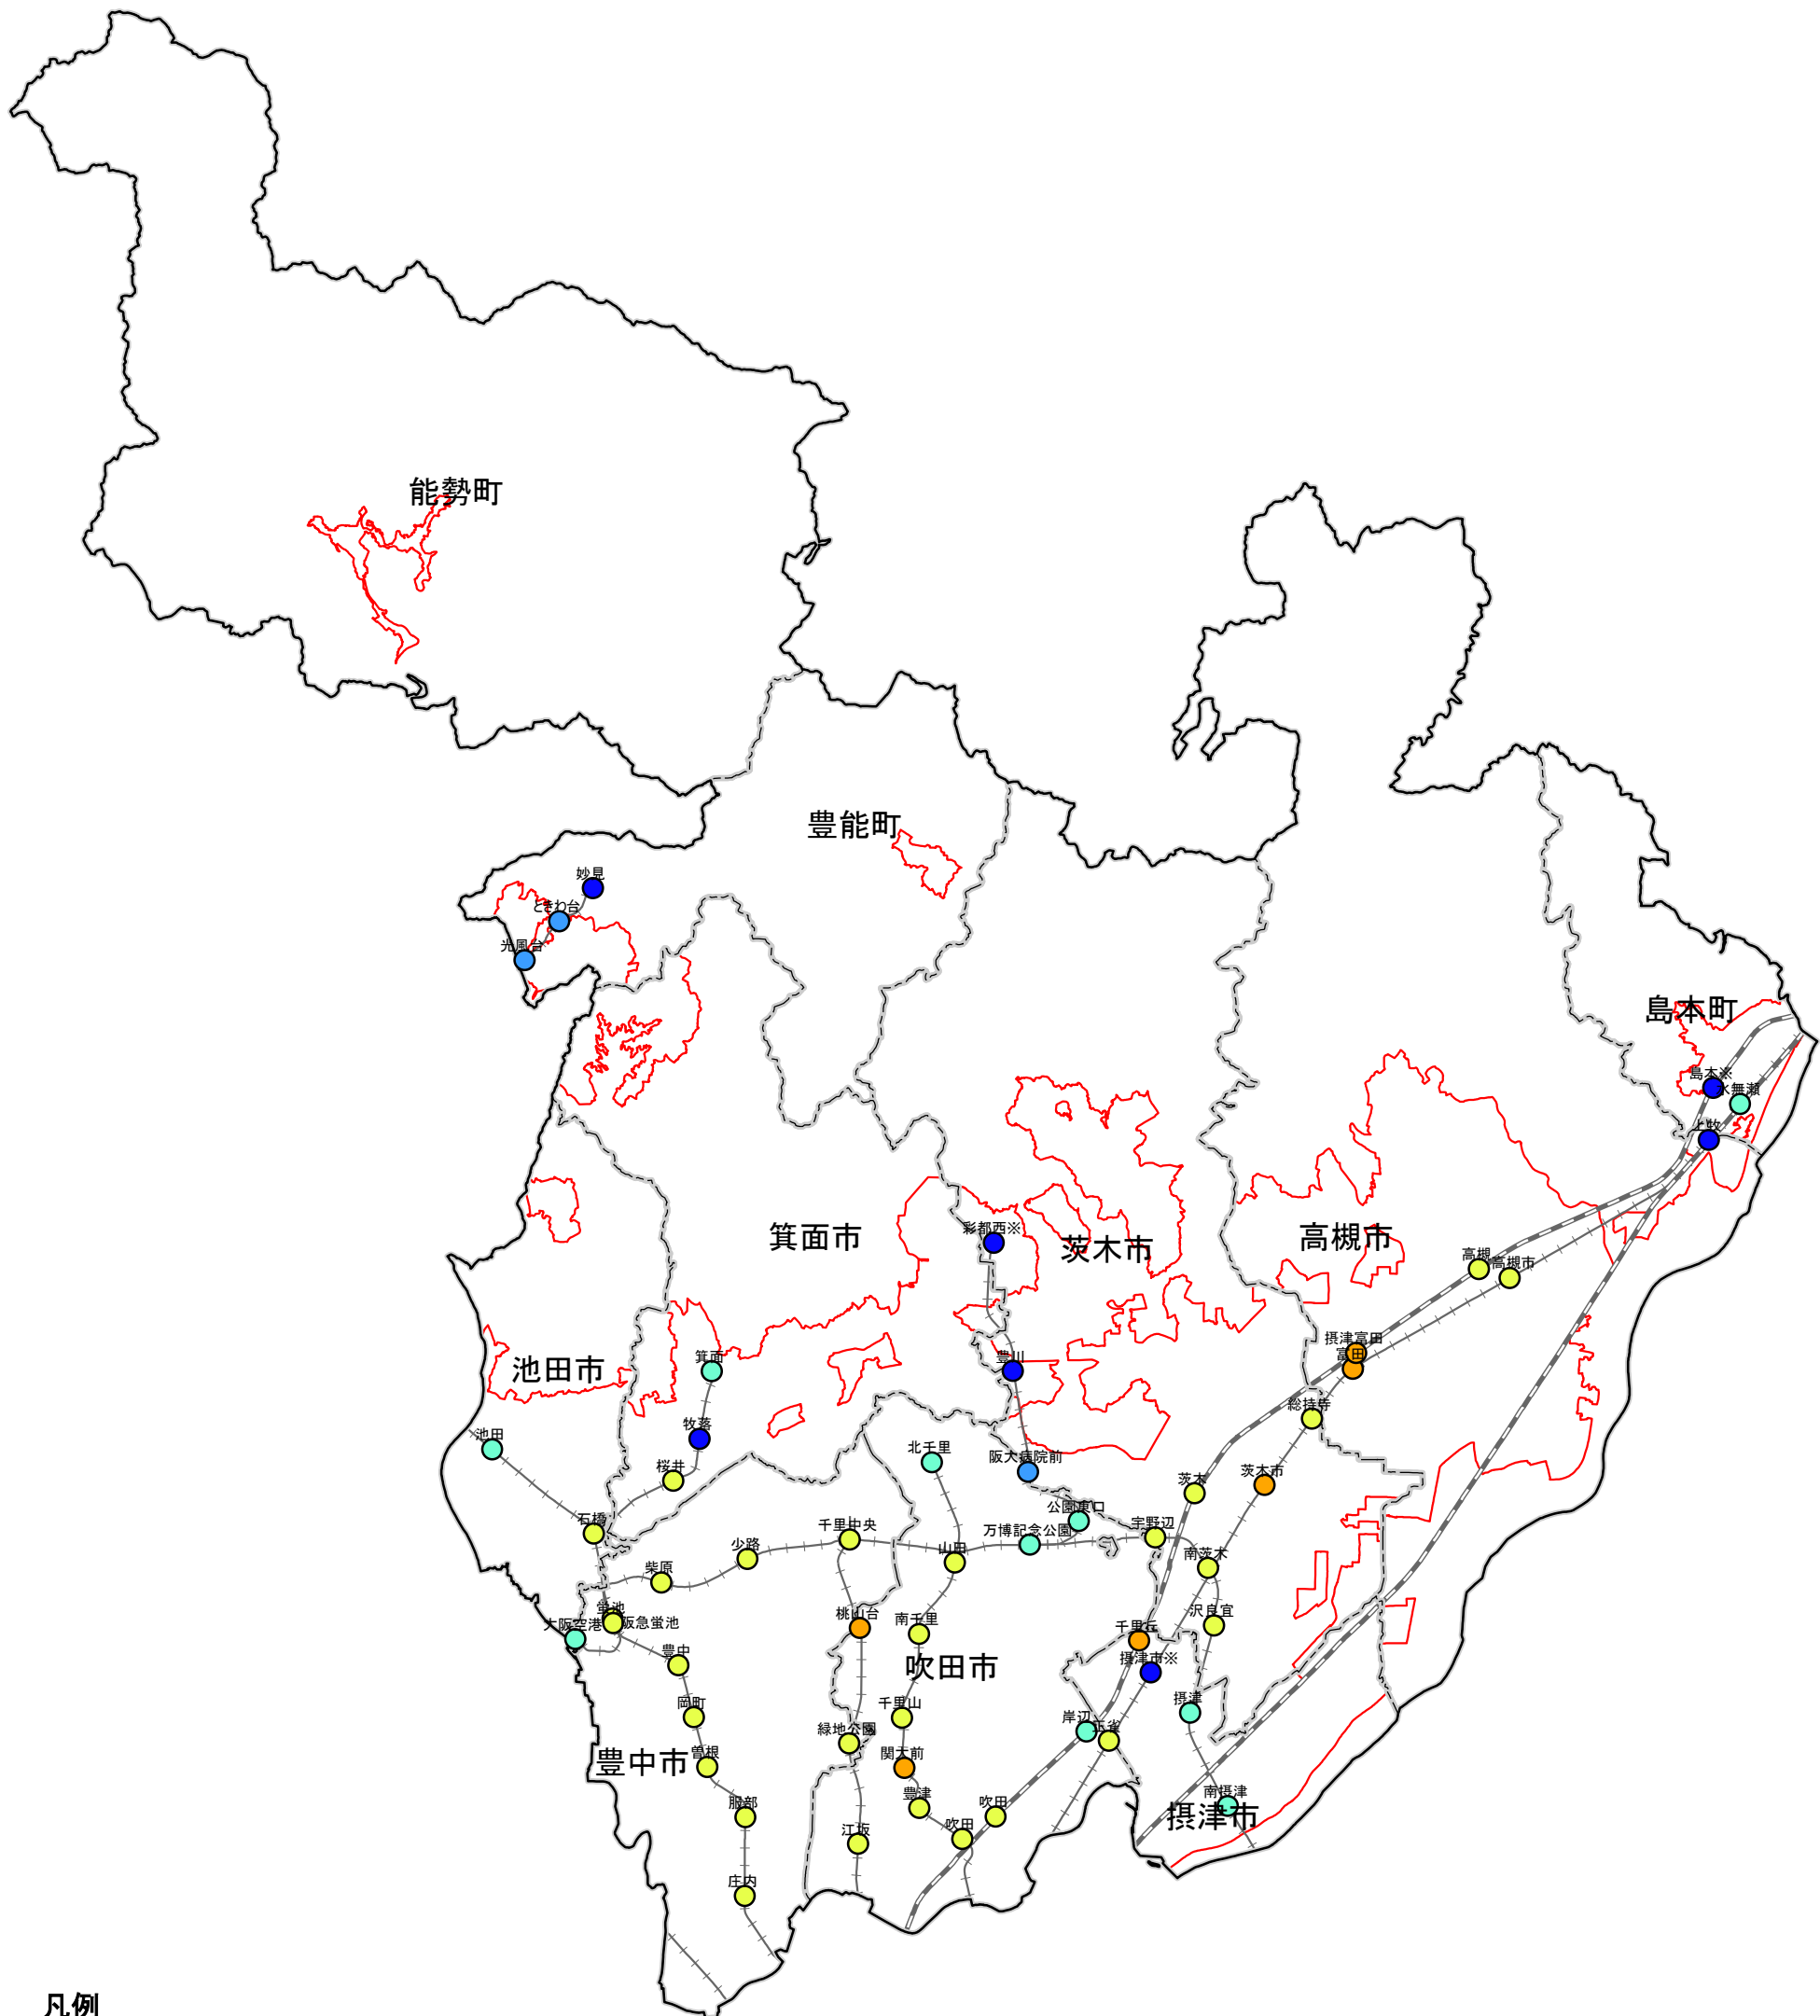 能勢町
豊能町
妙見
ときわ台
光風台
島本町
島本※
水無瀬
上牧
箕面市
彩都西※
茨木市
高槻市
高槻
高槻市
摂津富田
富田
池田市
箕面
豊川
総持寺
牧落
池田
北千里
阪大病院前
桜井
茨木
茨木市
公園東口
石橋
千里中央
万博記念公園
宇野辺
少路
山田
南茨木
柴原
蛍池
阪急蛍池
大阪空港
桃山台
南千里
沢良宜
千里丘
豊中
吹田市
摂津市※
岡町
千里山
摂津
緑地公園
岸辺
正雀
豊中市
曽根
関大前
服部
豊津
吹田
南摂津
摂津市
江坂
吹田
庄内
凡例